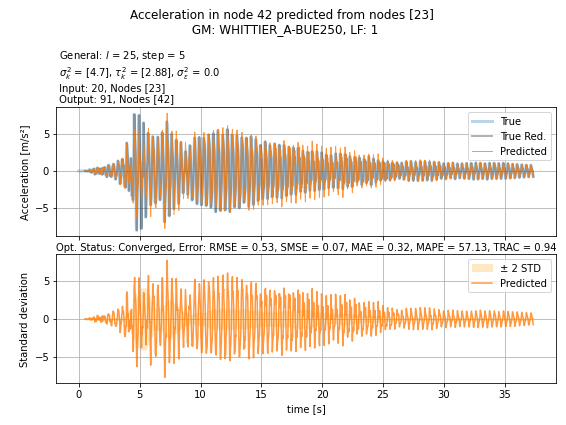 Acceleration in node 42 predicted from nodes [23]
GM: WHITTIER_A-BUE250, LF: 1
General: l = 25, step = 5
σ²ₖ = [4.7], τ²ₖ = [2.88], σ²ε = 0.0
Input: 20, Nodes [23]
Output: 91, Nodes [42]
Acceleration [m/s²]
5
0
−5
True
True Red.
Predicted
Opt. Status: Converged, Error: RMSE = 0.53, SMSE = 0.07, MAE = 0.32, MAPE = 57.13, TRAC = 0.94
Standard deviation
5
0
−5
± 2 STD
Predicted
0 5 10 15 20 25 30 35
time [s]